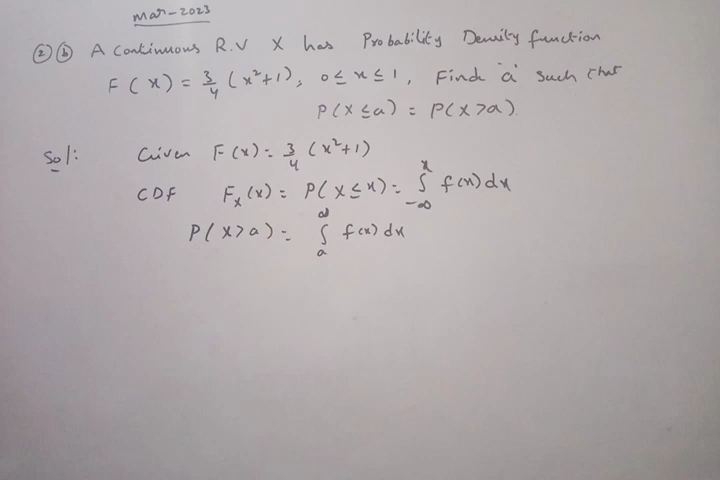 mar-2023
② ⓑ A continuous R.V X has Probability Density function
F(x) = 3/4 (x²+1), 0 ≤ x ≤ 1, Find 'a' such that
P(X ≤ a) = P(X > a).
Sol: Given F(x) = 3/4 (x²+1)
CDF F_X(x) = P(X ≤ x) = ∫_{-∞}^{x} f(x) dx
P(X > a) = ∫_{a}^{∞} f(x) dx